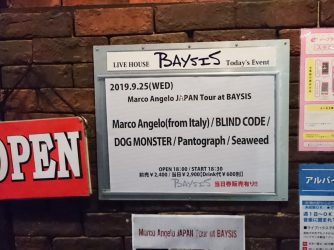 LIVE HOUSE BAYSIS Today's Event
2019.9.25(WED)
Marco Angelo JAPAN Tour at BAYSIS
Marco Angelo(from Italy) / BLIND CODE /
DOG MONSTER / Pantograph / Seaweed
OPEN 18:00 / START 18:30
前売 ¥2,400 / 当日 ¥2,900(Drink代 ¥600別)
BAYSIS 当日券販売有り!!
OPEN
Marco Angelo JAPAN Tour at BAYSIS
アルバイ